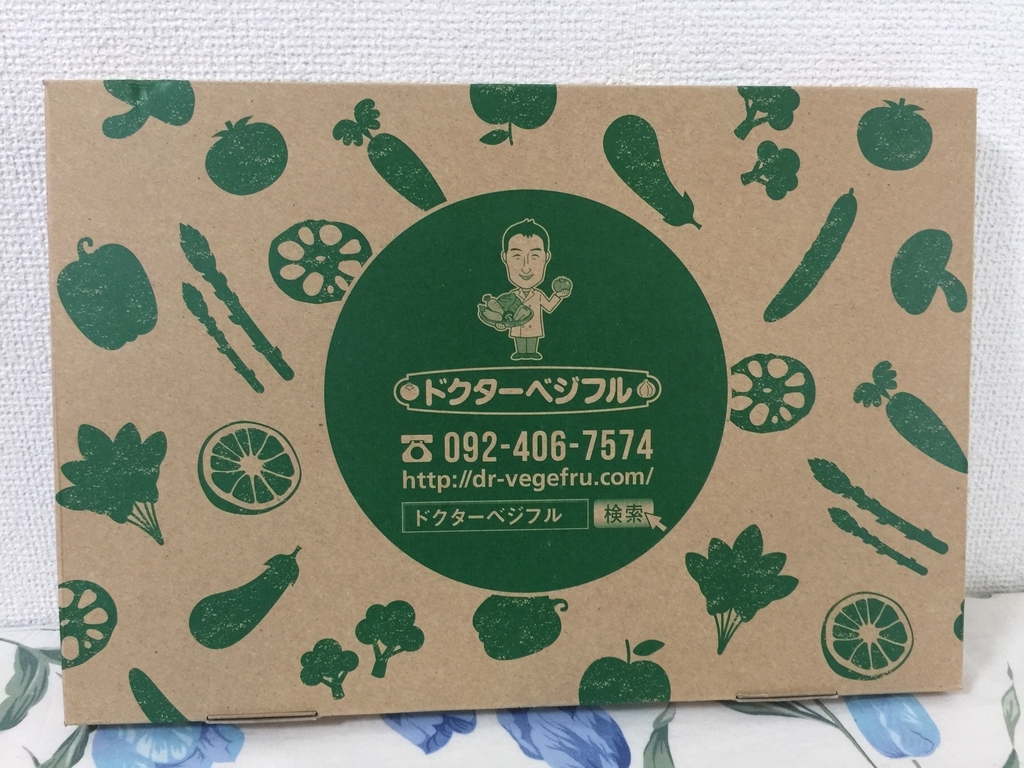 ドクターベジフル
☎ 092-406-7574
http://dr-vegefru.com/
ドクターベジフル 検索